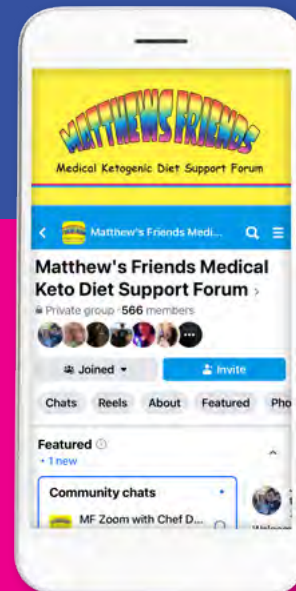 MATTHEWS FRIENDS
Medical Ketogenic Diet Support Forum
Matthew's Friends Medi...
Matthew's Friends Medical
Keto Diet Support Forum >
Private group · 566 members
Joined
Invite
Chats Reels About Featured Pho
Featured
• 1 new
Community chats
MF Zoom with Chef D...